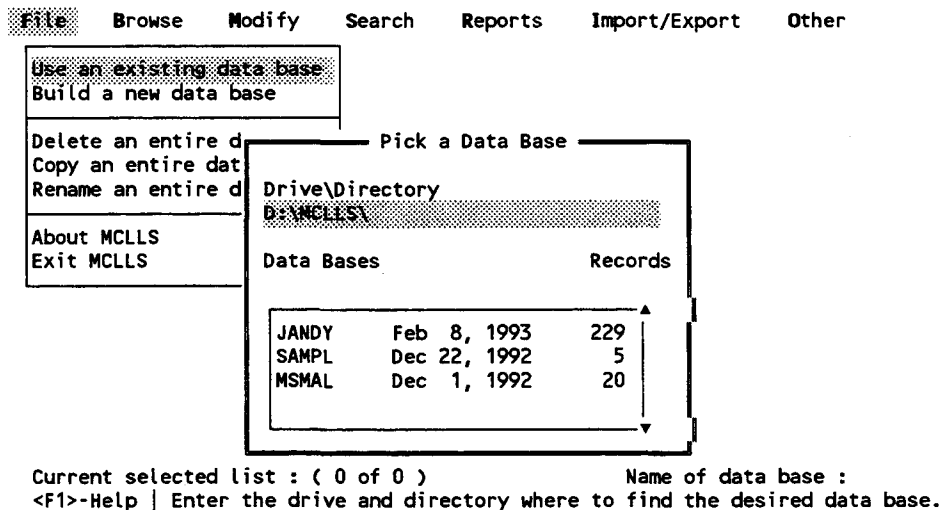 File Browse Modify Search Reports Import/Export Other
Use an existing data base
Build a new data base
Delete an entire d
Copy an entire dat
Rename an entire d
About MCLLS
Exit MCLLS
Pick a Data Base
Drive\Directory
D:\MCLLS\
Data Bases Records
JANDY Feb 8, 1993 229
SAMPL Dec 22, 1992 5
MSMAL Dec 1, 1992 20
Current selected list : ( 0 of 0 ) Name of data base :
<F1>-Help | Enter the drive and directory where to find the desired data base.